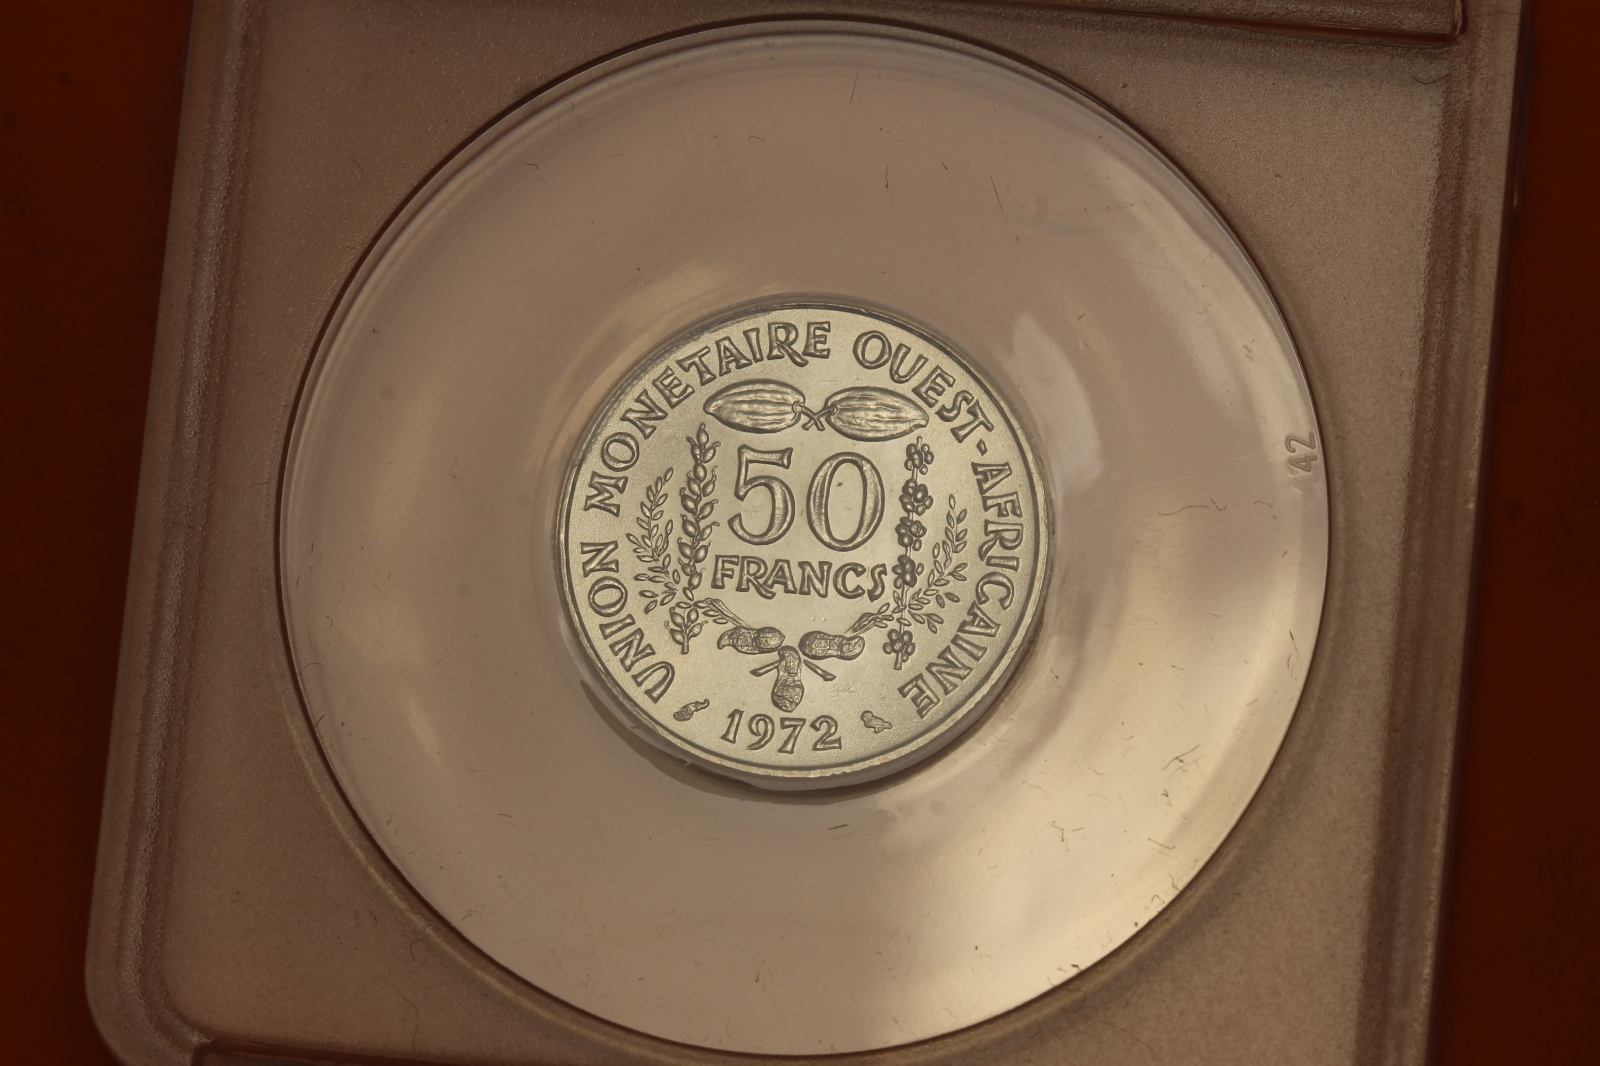 UNION MONETAIRE OUEST-AFRICAINE
50
FRANCS
1972
42